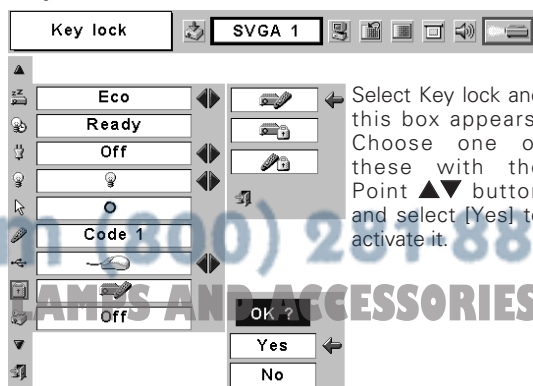 Key lock
SVGA 1
Eco
Ready
Off
Code 1
Off
Select Key lock and
this box appears.
Choose one of
these with the
Point ▲▼ button
and select [Yes] to
activate it.
OK ?
Yes
No
m (800) 281-88
LAMPS AND ACCESSORIES